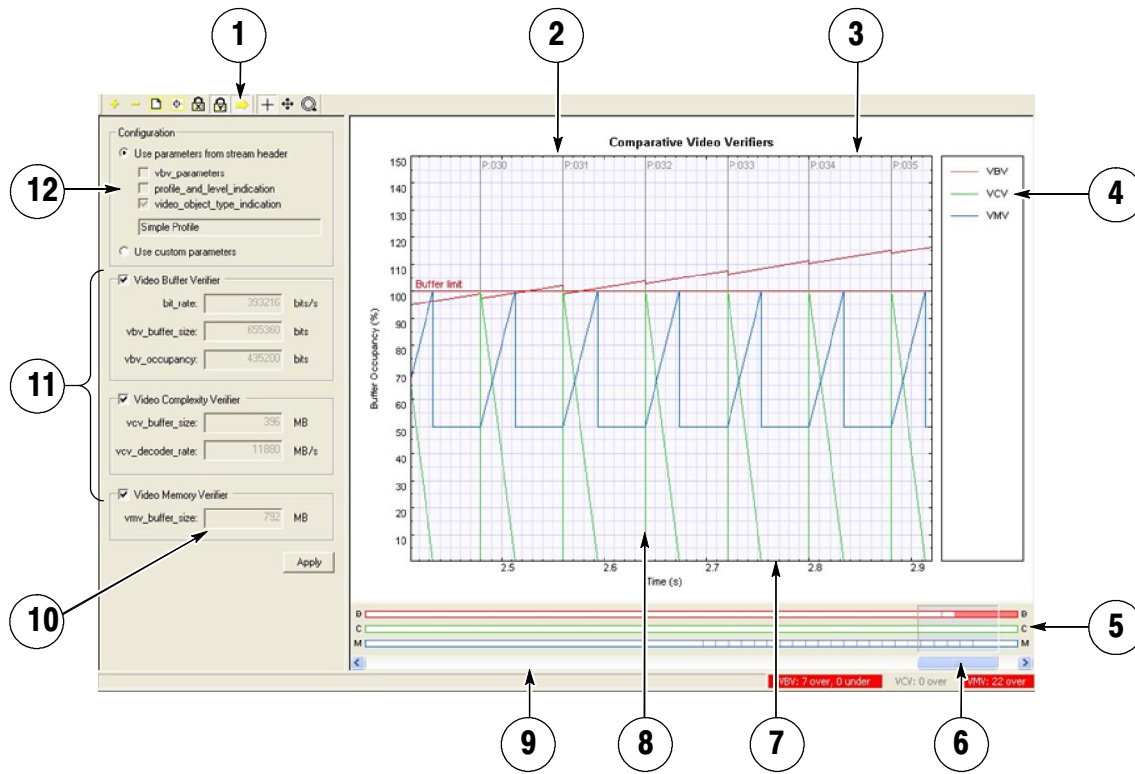 1
2
3
Configuration
Use parameters from stream header
vbv_parameters
profile_and_level_indication
video_object_type_indication
Simple Profile
Use custom parameters
12
Video Buffer Verifier
bit_rate: 393216 bits/s
vbv_buffer_size: 655360 bits
vbv_occupancy: 435200 bits
11
Video Complexity Verifier
vcv_buffer_size: 396 MB
vcv_decoder_rate: 11880 MB/s
Video Memory Verifier
vmv_buffer_size: 792 MB
10
Apply
Comparative Video Verifiers
P:030 P:031 P:032 P:033 P:034 P:035
150
140
130
120
110
100
90
80
70
60
50
40
30
20
10
Buffer Occupancy (%)
Buffer limit
2.5 2.6 2.7 2.8 2.9
Time (s)
VBV
VCV
VMV
4
B B
C C
M M
5
VBV: 7 over, 0 under VCV: 0 over VMV: 22 over
9
8
7
6